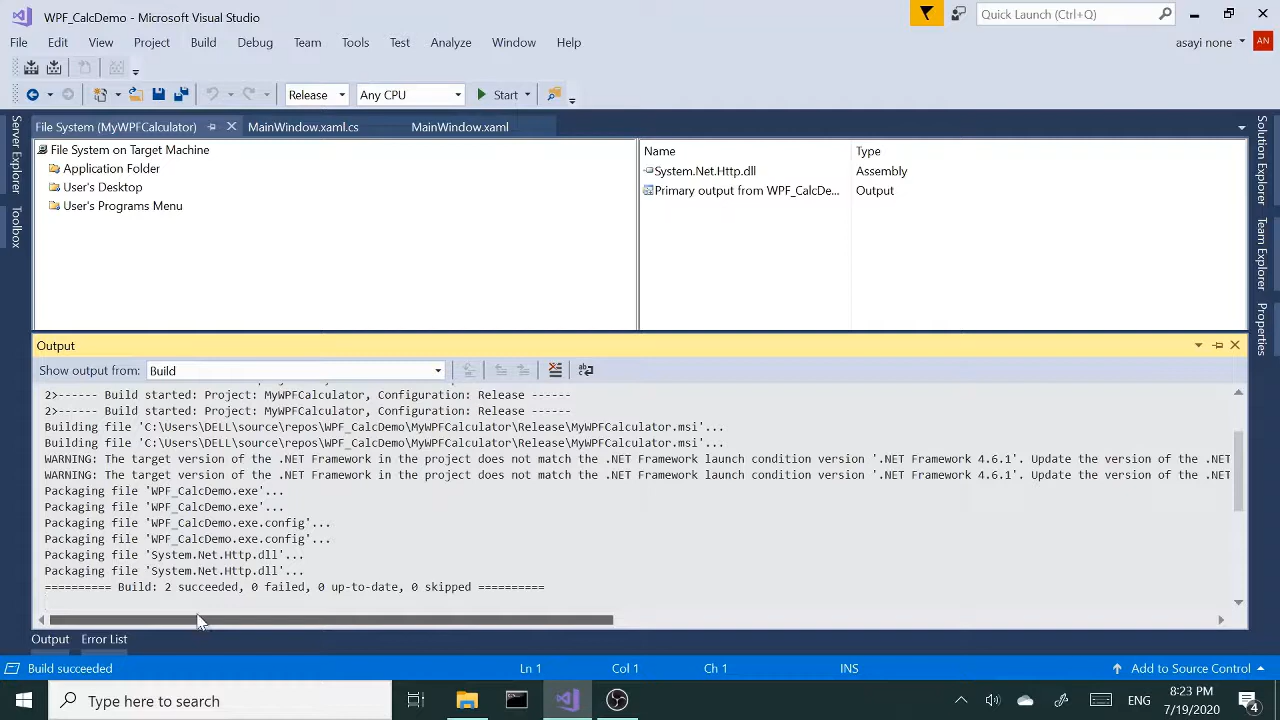 WPF_CalcDemo - Microsoft Visual Studio
Quick Launch (Ctrl+Q)
File Edit View Project Build Debug Team Tools Test Analyze Window Help
asayi none AN
Release Any CPU Start
File System (MyWPFCalculator) MainWindow.xaml.cs MainWindow.xaml
Server Explorer
Toolbox
File System on Target Machine
Application Folder
User's Desktop
User's Programs Menu
Name Type
System.Net.Http.dll Assembly
Primary output from WPF_CalcDe... Output
Solution Explorer
Team Explorer
Properties
Output
Show output from: Build
2>------ Build started: Project: MyWPFCalculator, Configuration: Release ------
2>------ Build started: Project: MyWPFCalculator, Configuration: Release ------
Building file 'C:\Users\DELL\source\repos\WPF_CalcDemo\MyWPFCalculator\Release\MyWPFCalculator.msi'...
Building file 'C:\Users\DELL\source\repos\WPF_CalcDemo\MyWPFCalculator\Release\MyWPFCalculator.msi'...
WARNING: The target version of the .NET Framework in the project does not match the .NET Framework launch condition version '.NET Framework 4.6.1'. Update the version of the .NET
WARNING: The target version of the .NET Framework in the project does not match the .NET Framework launch condition version '.NET Framework 4.6.1'. Update the version of the .NET
Packaging file 'WPF_CalcDemo.exe'...
Packaging file 'WPF_CalcDemo.exe'...
Packaging file 'WPF_CalcDemo.exe.config'...
Packaging file 'WPF_CalcDemo.exe.config'...
Packaging file 'System.Net.Http.dll'...
Packaging file 'System.Net.Http.dll'...
========== Build: 2 succeeded, 0 failed, 0 up-to-date, 0 skipped ==========
Output Error List
Build succeeded Ln 1 Col 1 Ch 1 INS Add to Source Control
Type here to search
ENG
8:23 PM
7/19/2020
4